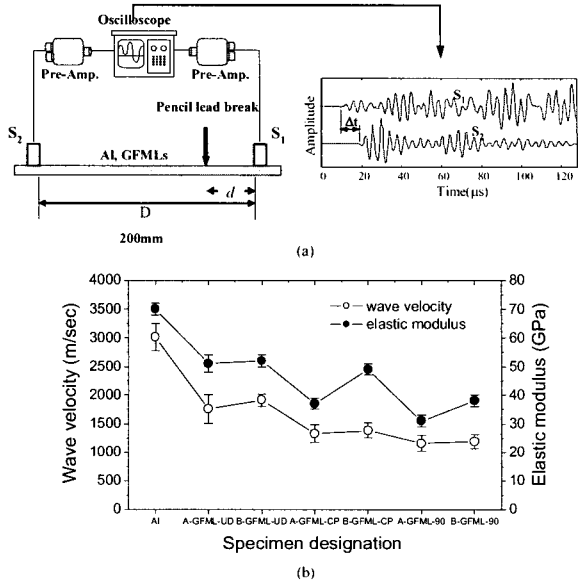 Oscilloscope
Pre-Amp.
Pre-Amp.
Pencil lead break
S2
S1
Al, GFMLs
d
D
200mm
Amplitude
S1
Δt
S2
0 20 40 60 80 100 120
Time(μs)
(a)
Wave velocity (m/sec)
4000
3500
3000
2500
2000
1500
1000
500
0
wave velocity
elastic modulus
80
70
60
50
40
30
20
10
0
Elastic modulus (GPa)
Al A-GFML-UD B-GFML-UD A-GFML-CP B-GFML-CP A-GFML-90 B-GFML-90
Specimen designation
(b)